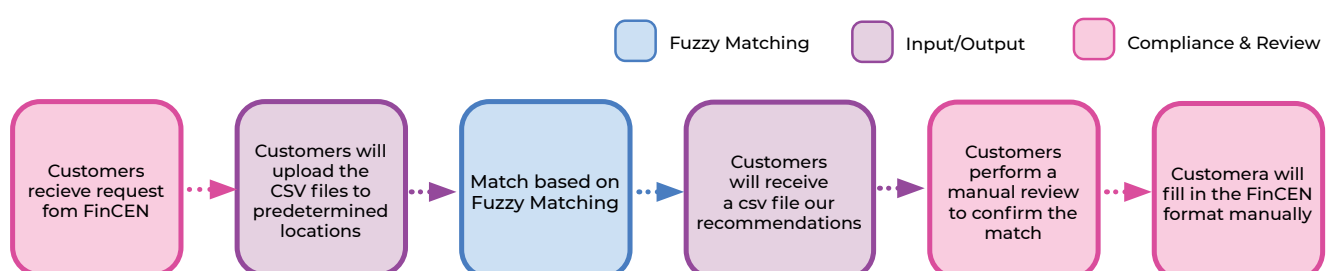 Fuzzy Matching
Input/Output
Compliance & Review
Customers
recieve request
fom FinCEN
Customers will
upload the
CSV files to
predetermined
locations
Match based on
Fuzzy Matching
Customers
will receive
a csv file our
recommendations
Customers
perform a
manual review
to confirm the
match
Customera will
fill in the FinCEN
format manually